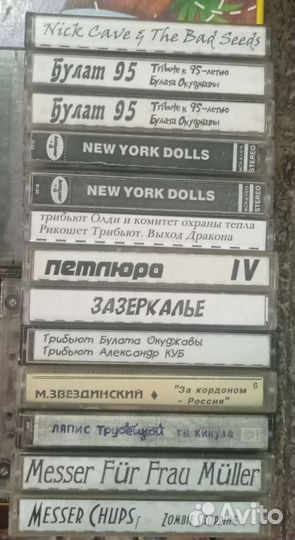 Nick Cave & The Bad Seeds
Булат 95 Tribute к 95-летию
Булата Окуджавы
Булат 95 Tribute к 95-летию
Булата Окуджавы
NEW YORK DOLLS
STEREO
NEW YORK DOLLS
STEREO
трибьют Олди и комитет охраны тепла
Рикошет Трибьют. Выход Дракона
петлюра IV
ЗАЗЕРКАЛЬЕ
Трибьют Булата Окуджавы
Трибьют Александр КУБ
М.ЗВЕЗДИНСКИЙ ♦ "За кордоном 6
- Россия"
ляпис Трубецкой ты кинула
Messer Für Frau Müller
MESSER CHUPS, ZOMBIE
Avito